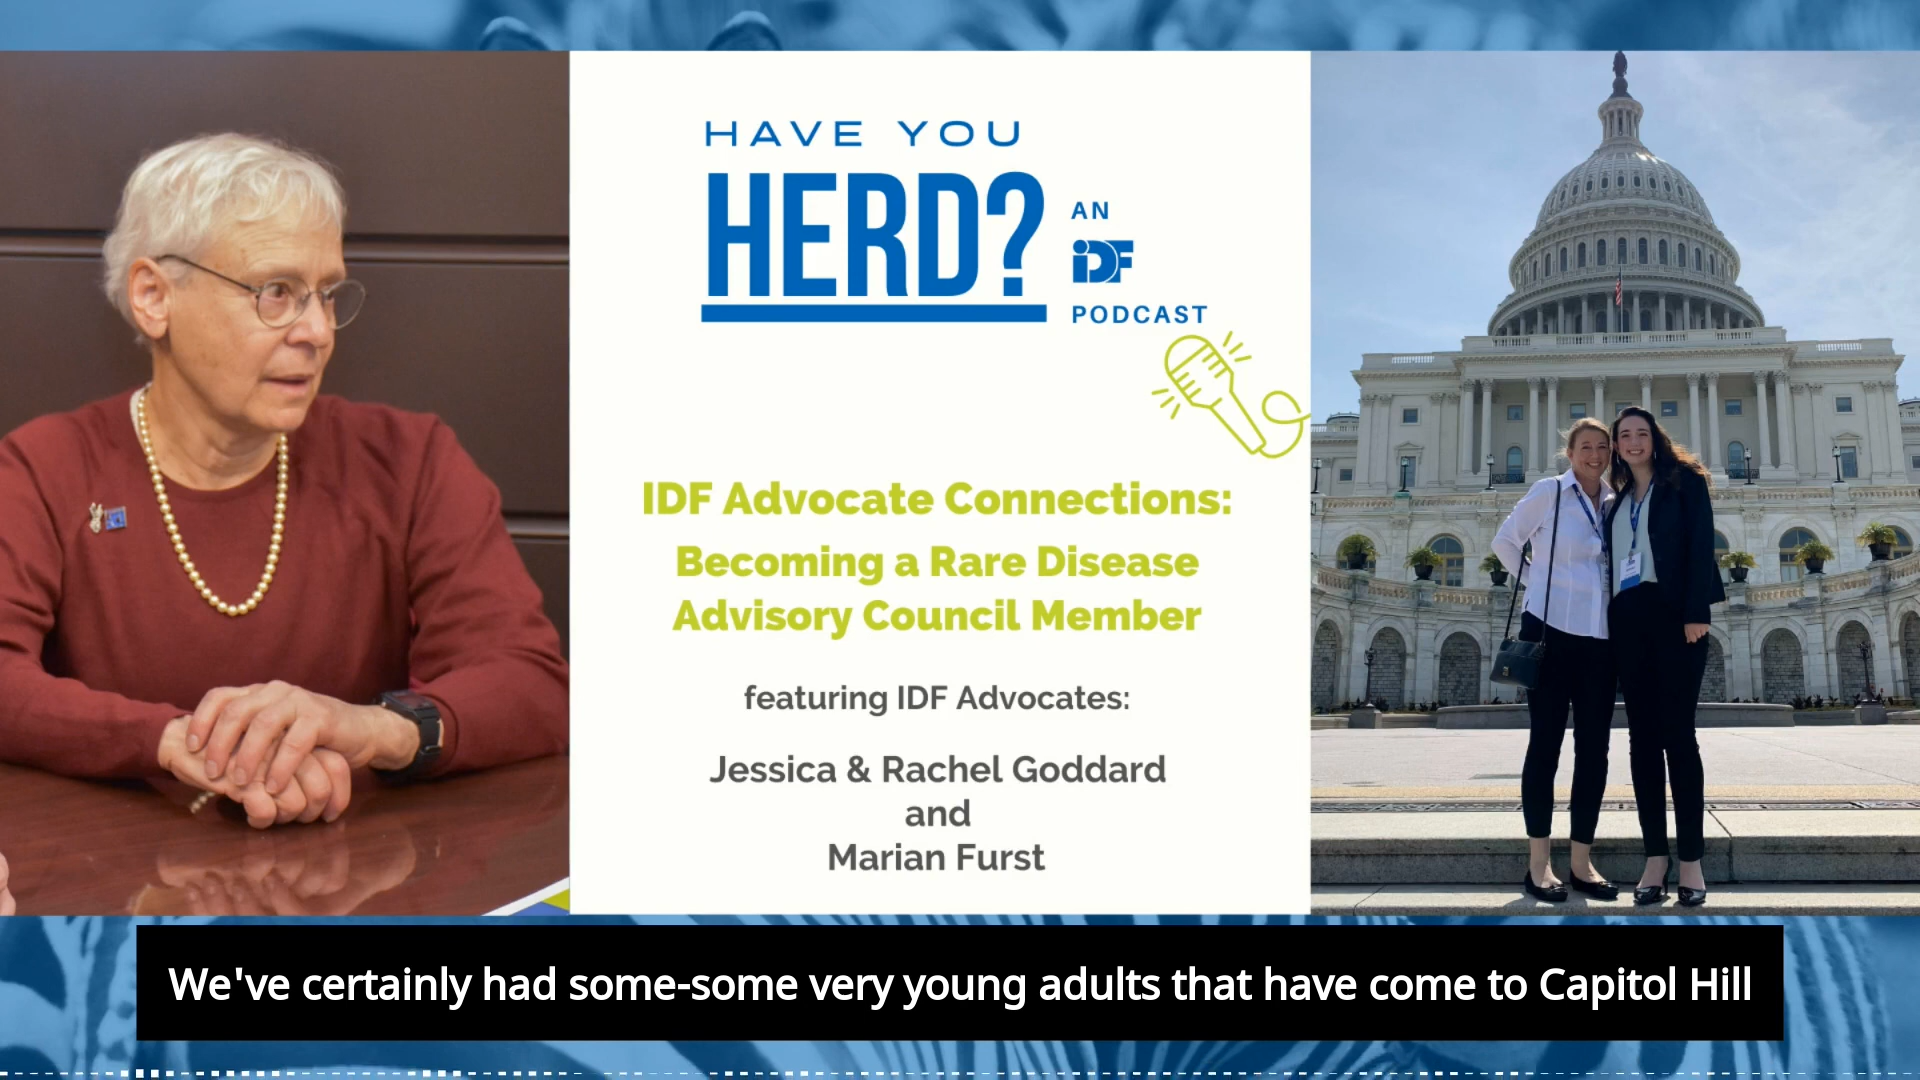 HAVE YOU
HERD?
AN
IDF
PODCAST
IDF Advocate Connections:
Becoming a Rare Disease
Advisory Council Member
featuring IDF Advocates:
Jessica & Rachel Goddard
and
Marian Furst
We've certainly had some-some very young adults that have come to Capitol Hill